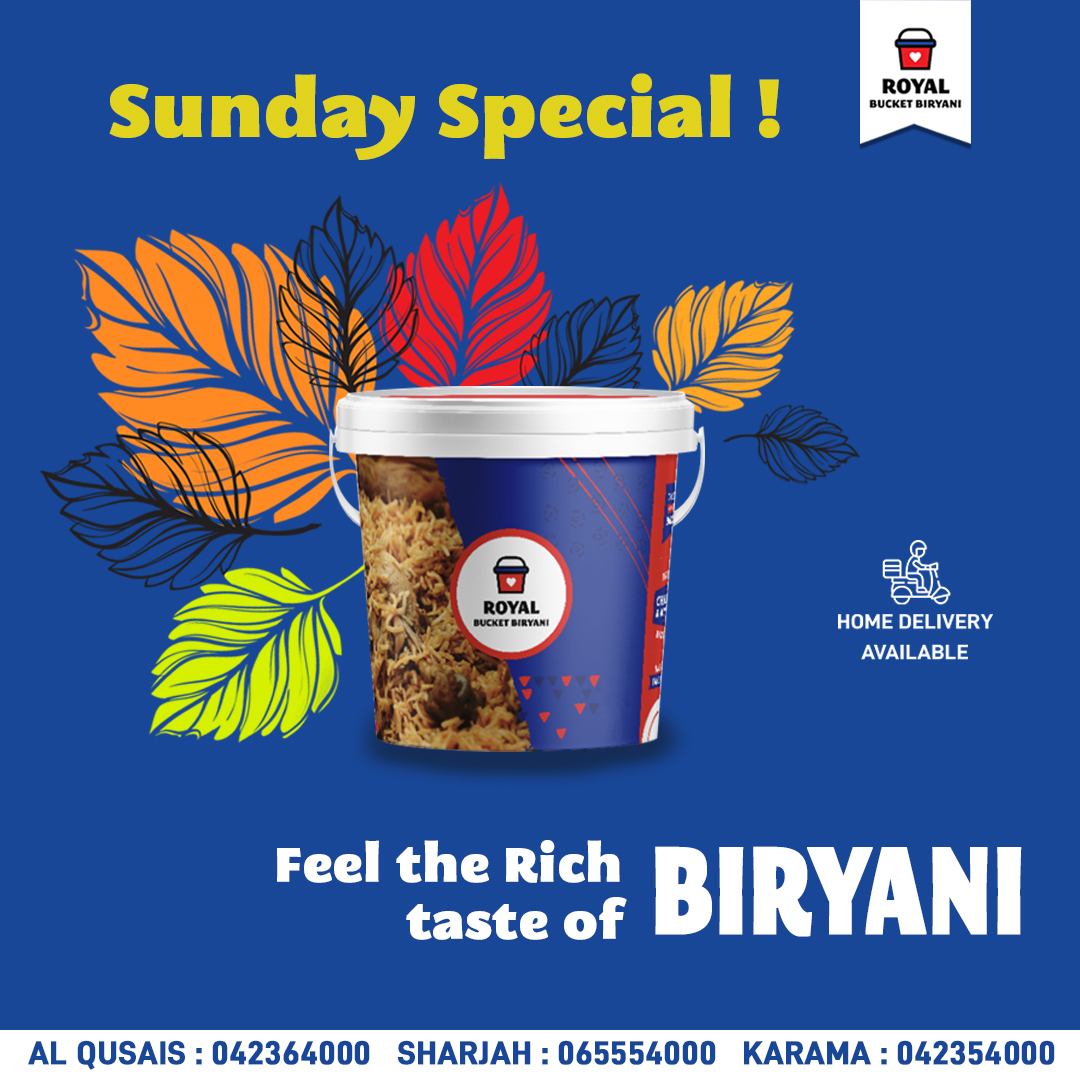 Sunday Special !
ROYAL
BUCKET BIRYANI
ROYAL
BUCKET BIRYANI
HOME DELIVERY
AVAILABLE
Feel the Rich
taste of
BIRYANI
AL QUSAIS : 042364000 SHARJAH : 065554000 KARAMA : 042354000